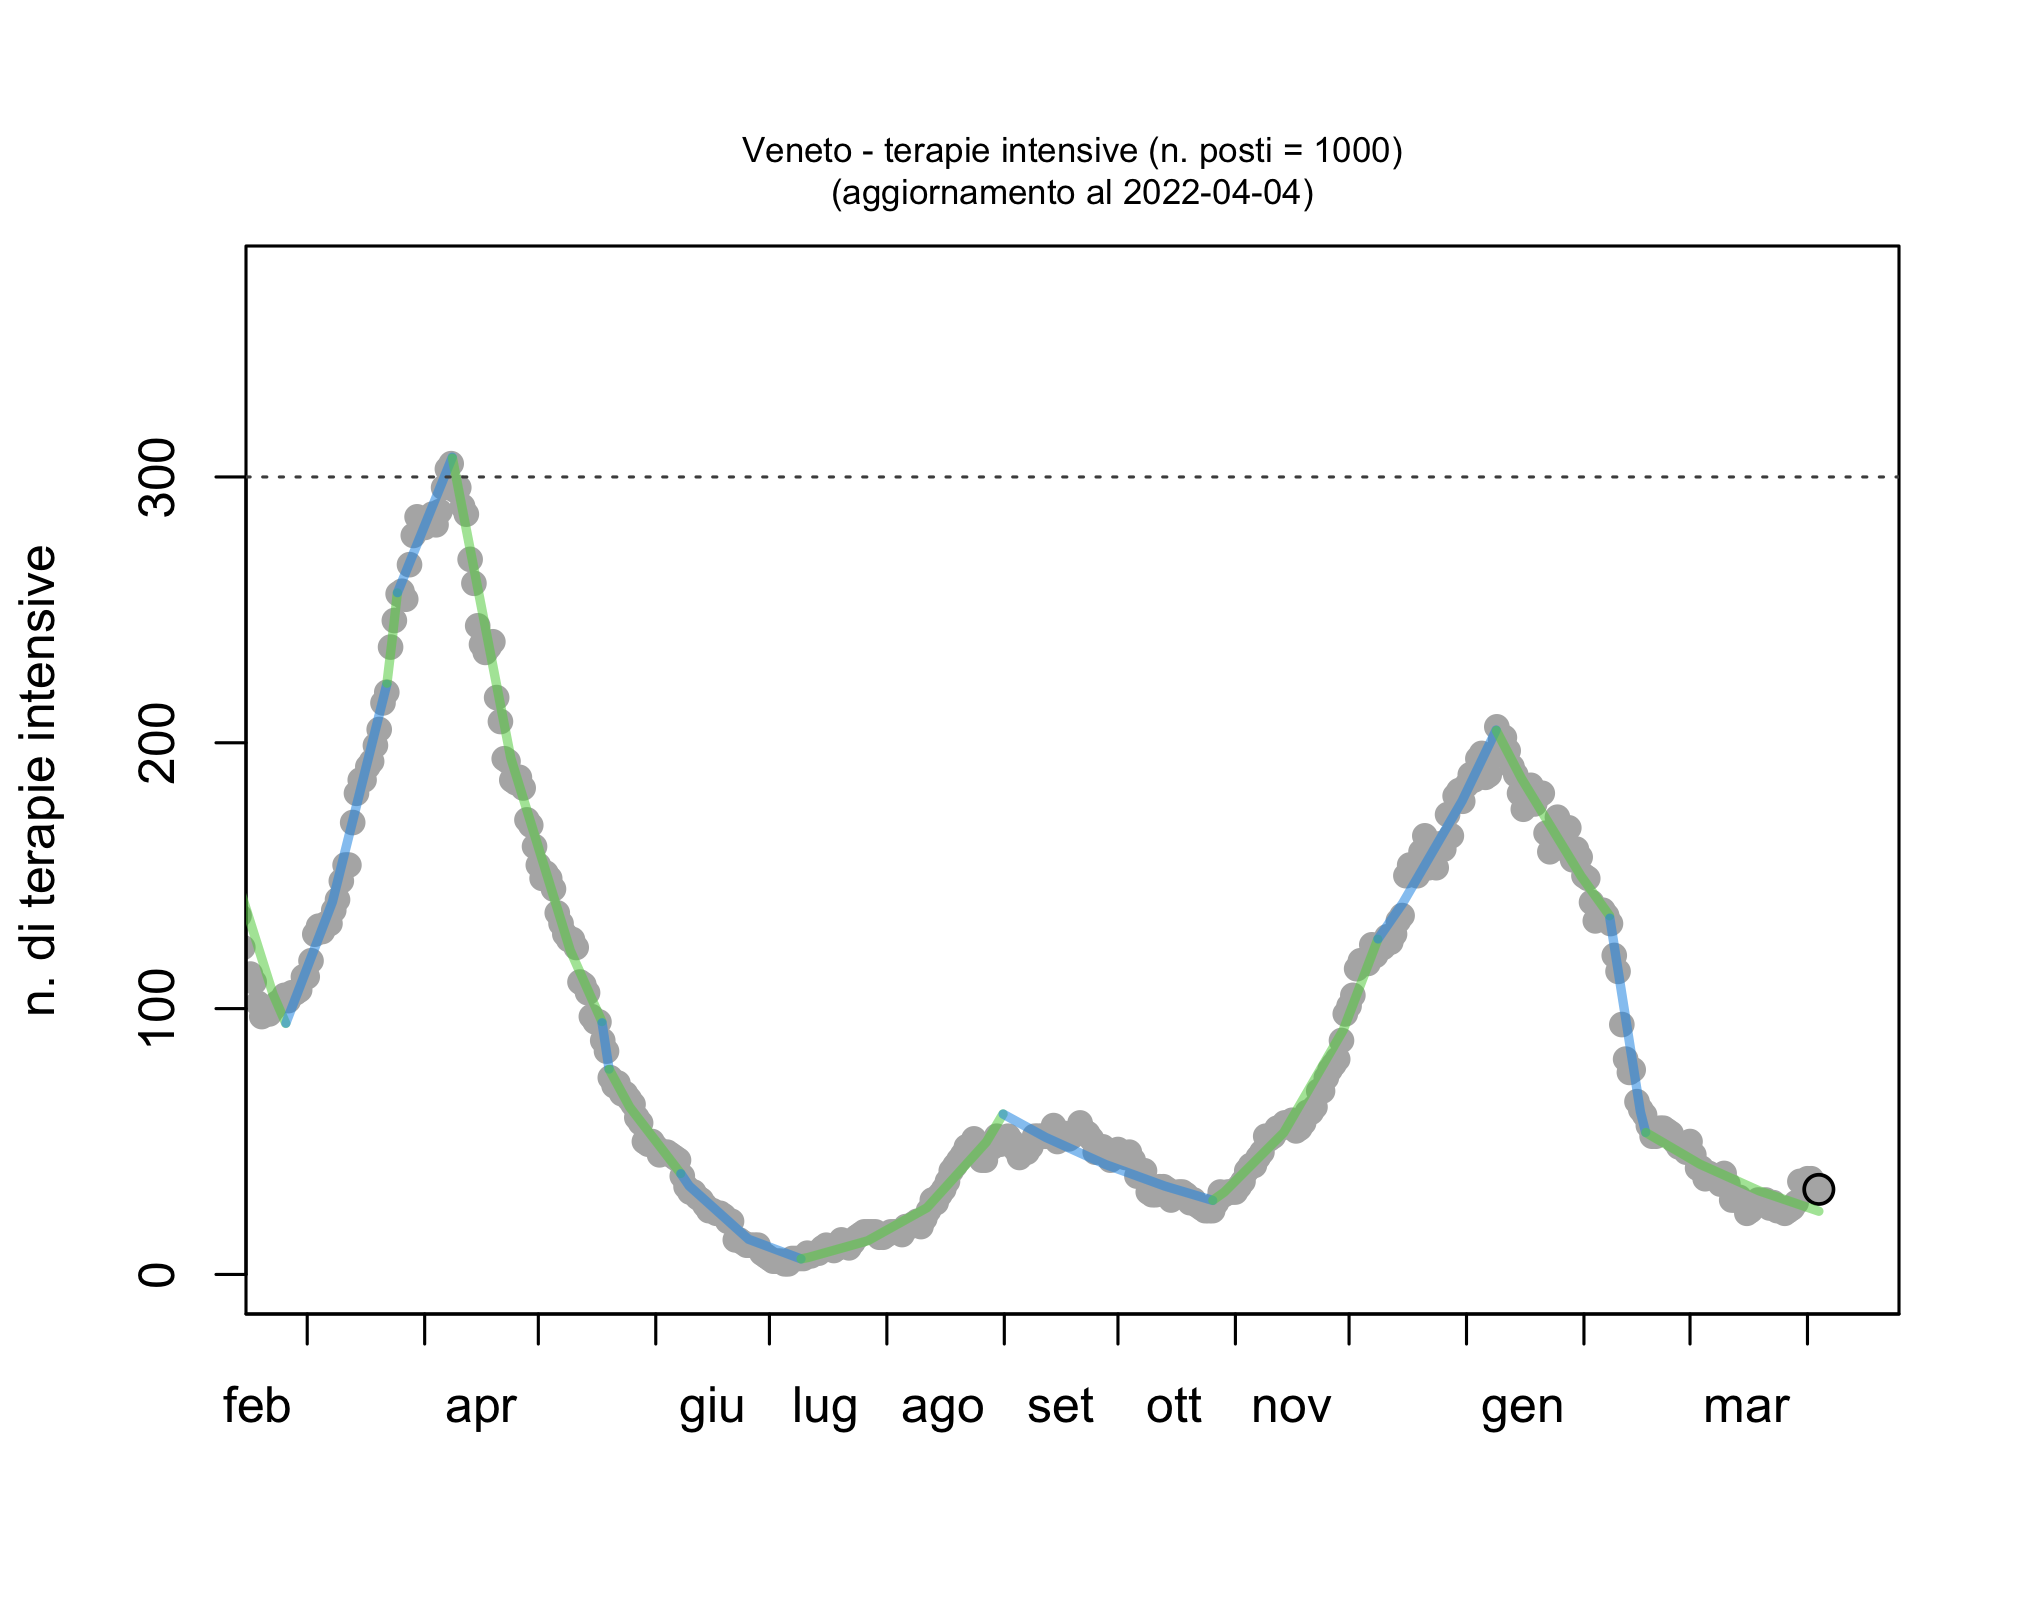 Veneto - terapie intensive (n. posti = 1000)
(aggiornamento al 2022-04-04)
n. di terapie intensive
300
200
100
0
feb apr giu lug ago set ott nov gen mar